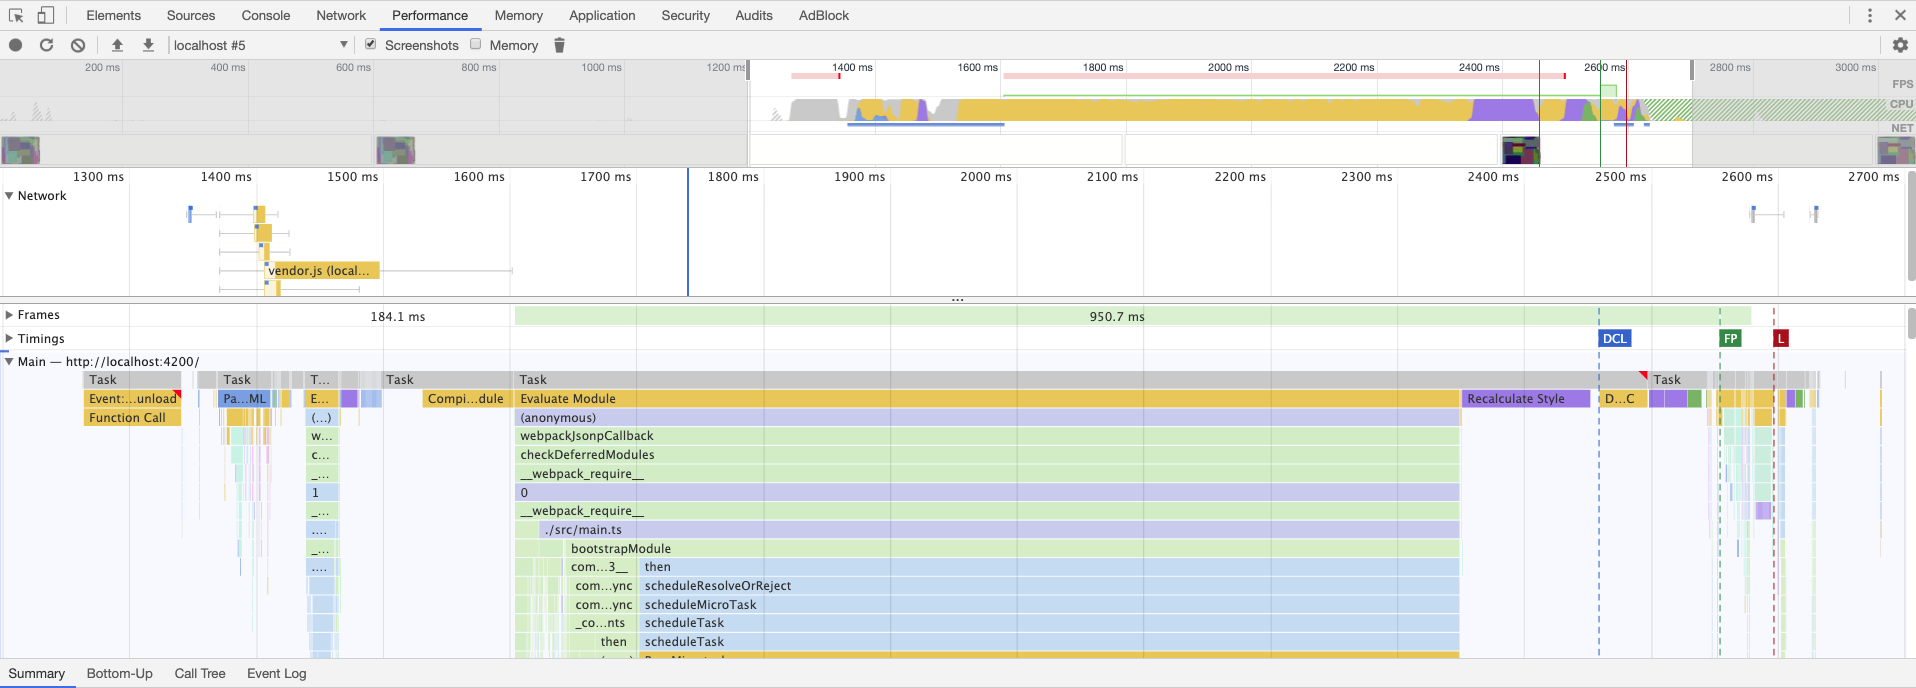 Elements Sources Console Network Performance Memory Application Security Audits AdBlock
localhost #5 Screenshots Memory
200 ms 400 ms 600 ms 800 ms 1000 ms 1200 ms 1400 ms 1600 ms 1800 ms 2000 ms 2200 ms 2400 ms 2600 ms 2800 ms 3000 ms
FPS
CPU
NET
1300 ms 1400 ms 1500 ms 1600 ms 1700 ms 1800 ms 1900 ms 2000 ms 2100 ms 2200 ms 2300 ms 2400 ms 2500 ms 2600 ms 2700 ms
Network
vendor.js (local...
...
Frames 184.1 ms 950.7 ms
Timings DCL FP L
Main — http://localhost:4200/
Task Task T... Task Task Task
Event:...unload Pa...ML E... Compi...dule Evaluate Module Recalculate Style D...C
Function Call (...) (anonymous)
w... webpackJsonpCallback
c... checkDeferredModules
_... __webpack_require__
1 0
_... __webpack_require__
.... ./src/main.ts
_... bootstrapModule
.... com...3__ then
com...ync scheduleResolveOrReject
com...ync scheduleMicroTask
_co...nts scheduleTask
then scheduleTask
Summary Bottom-Up Call Tree Event Log